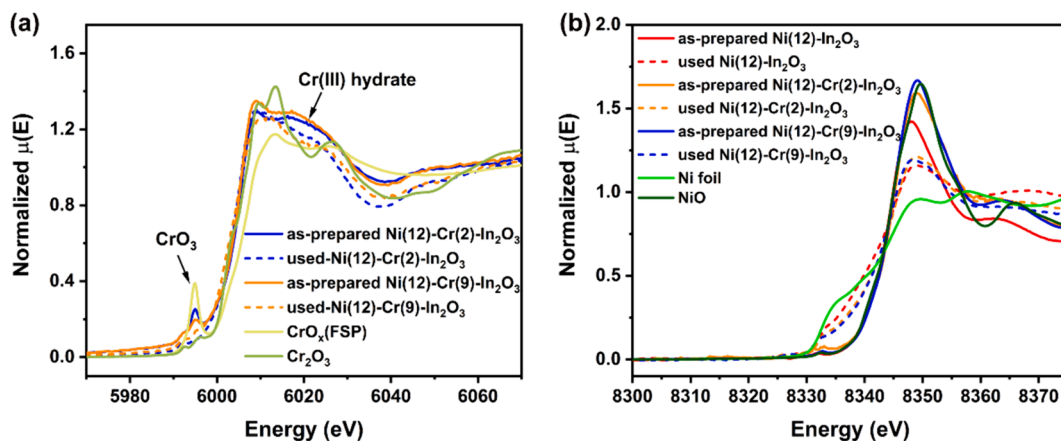 (a)
Normalized μ(E)
1.6
1.2
0.8
0.4
0.0
Cr(III) hydrate
CrO₃
as-prepared Ni(12)-Cr(2)-In₂O₃
used-Ni(12)-Cr(2)-In₂O₃
as-prepared Ni(12)-Cr(9)-In₂O₃
used-Ni(12)-Cr(9)-In₂O₃
CrOₓ(FSP)
Cr₂O₃
5980 6000 6020 6040 6060
Energy (eV)
(b)
Normalized μ(E)
2.0
1.5
1.0
0.5
0.0
as-prepared Ni(12)-In₂O₃
used Ni(12)-In₂O₃
as-prepared Ni(12)-Cr(2)-In₂O₃
used Ni(12)-Cr(2)-In₂O₃
as-prepared Ni(12)-Cr(9)-In₂O₃
used Ni(12)-Cr(9)-In₂O₃
Ni foil
NiO
8300 8310 8320 8330 8340 8350 8360 8370
Energy (eV)